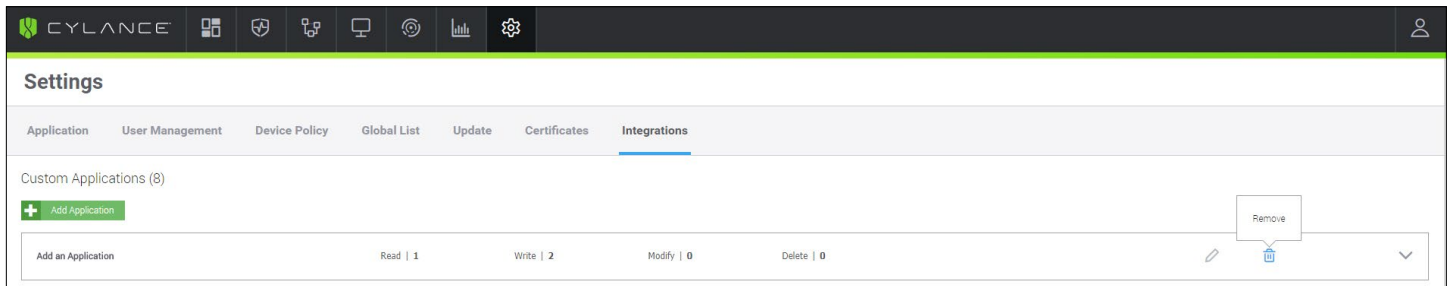 CYLANCE
Settings
Application User Management Device Policy Global List Update Certificates Integrations
Custom Applications (8)
Add Application
Remove
Add an Application Read | 1 Write | 2 Modify | 0 Delete | 0